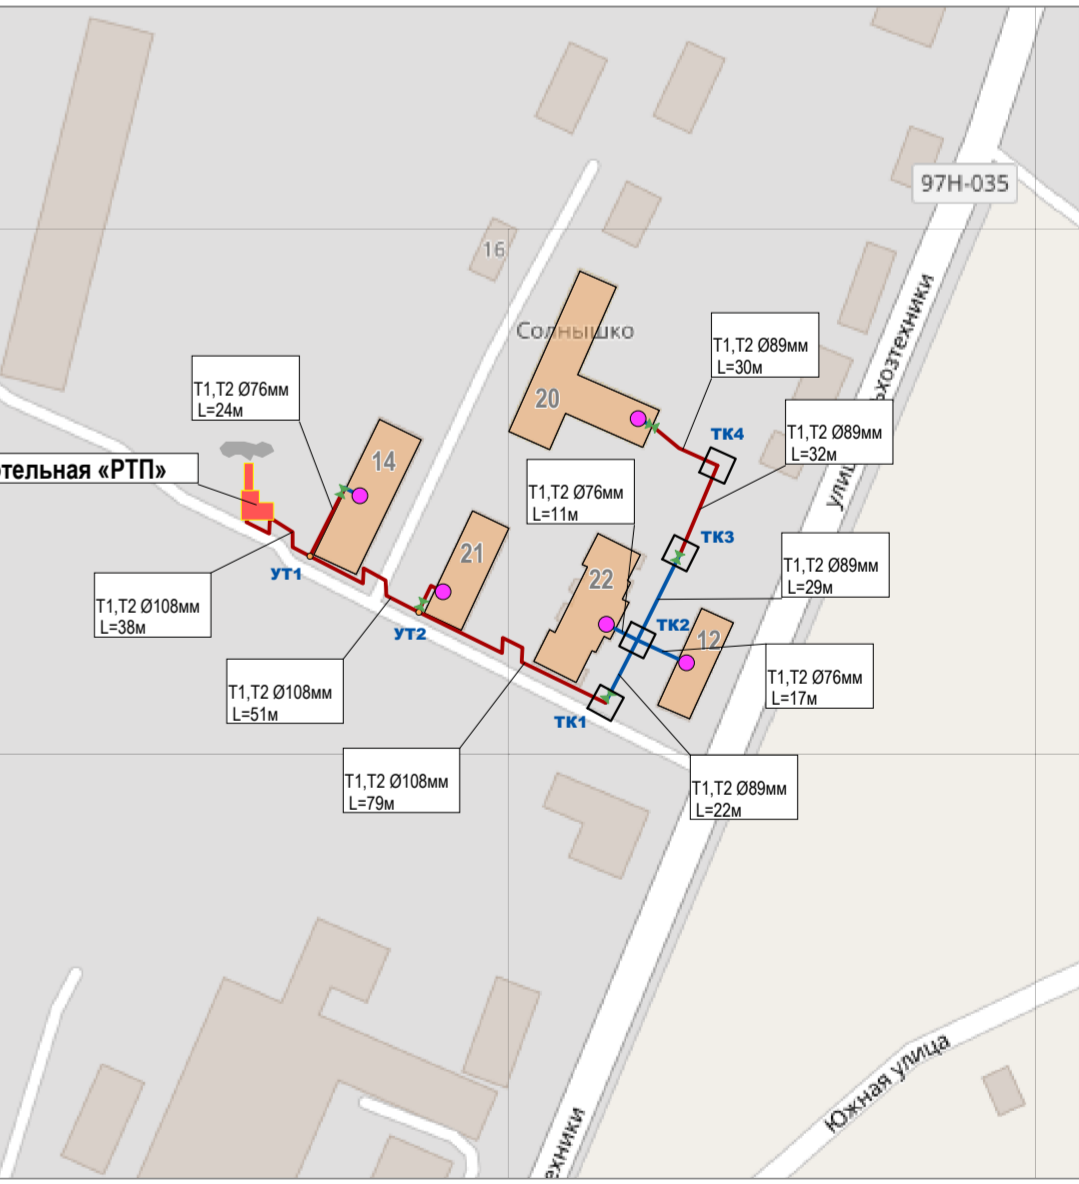 97Н-035
16
Солнышко
Т1,Т2 Ø89мм
L=30м
20
Т1,Т2 Ø76мм
L=24м
ТК4
Т1,Т2 Ø89мм
L=32м
14
отельная «РТП»
Т1,Т2 Ø76мм
L=11м
ТК3
21
УТ1
22
Т1,Т2 Ø89мм
L=29м
Т1,Т2 Ø108мм
L=38м
УТ2
ТК2
12
Т1,Т2 Ø76мм
L=17м
Т1,Т2 Ø108мм
L=51м
ТК1
Т1,Т2 Ø108мм
L=79м
Т1,Т2 Ø89мм
L=22м
ьхозтехники
Южная улица
ехники